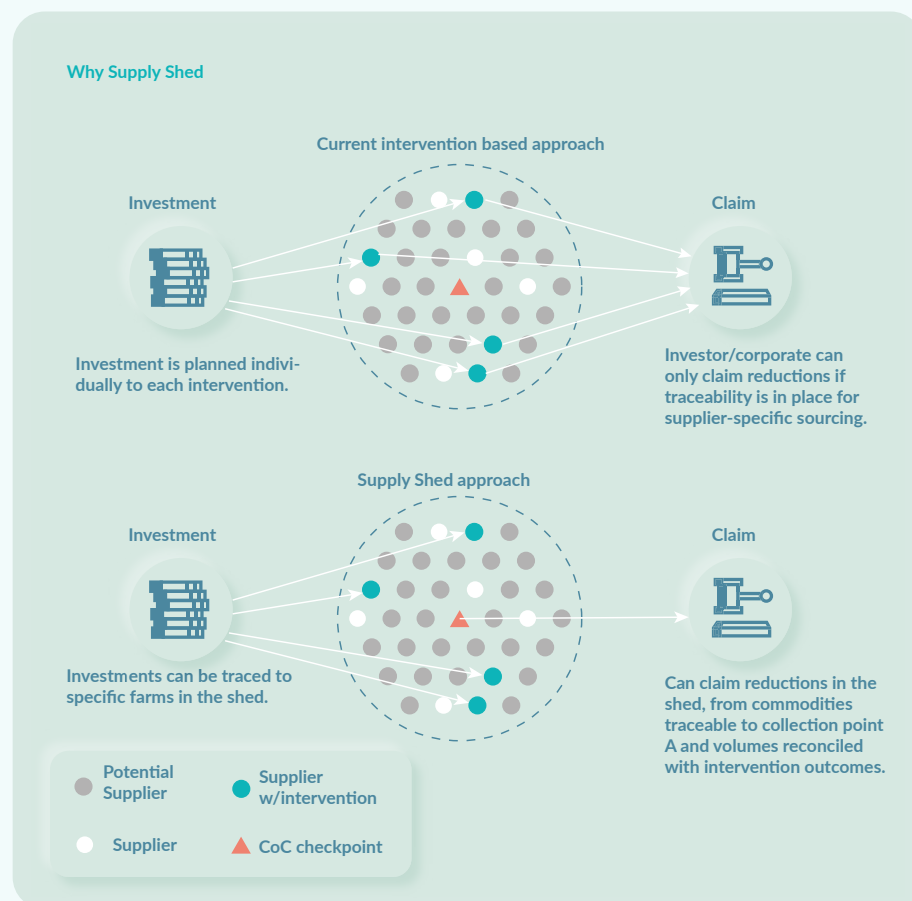 Why Supply Shed
Current intervention based approach
Investment
Claim
Investment is planned indivi-
dually to each intervention.
Investor/corporate can
only claim reductions if
traceability is in place for
supplier-specific sourcing.
Supply Shed approach
Investment
Claim
Investments can be traced to
specific farms in the shed.
Can claim reductions in the
shed, from commodities
traceable to collection point
A and volumes reconciled
with intervention outcomes.
Potential
Supplier
Supplier
w/intervention
Supplier
CoC checkpoint